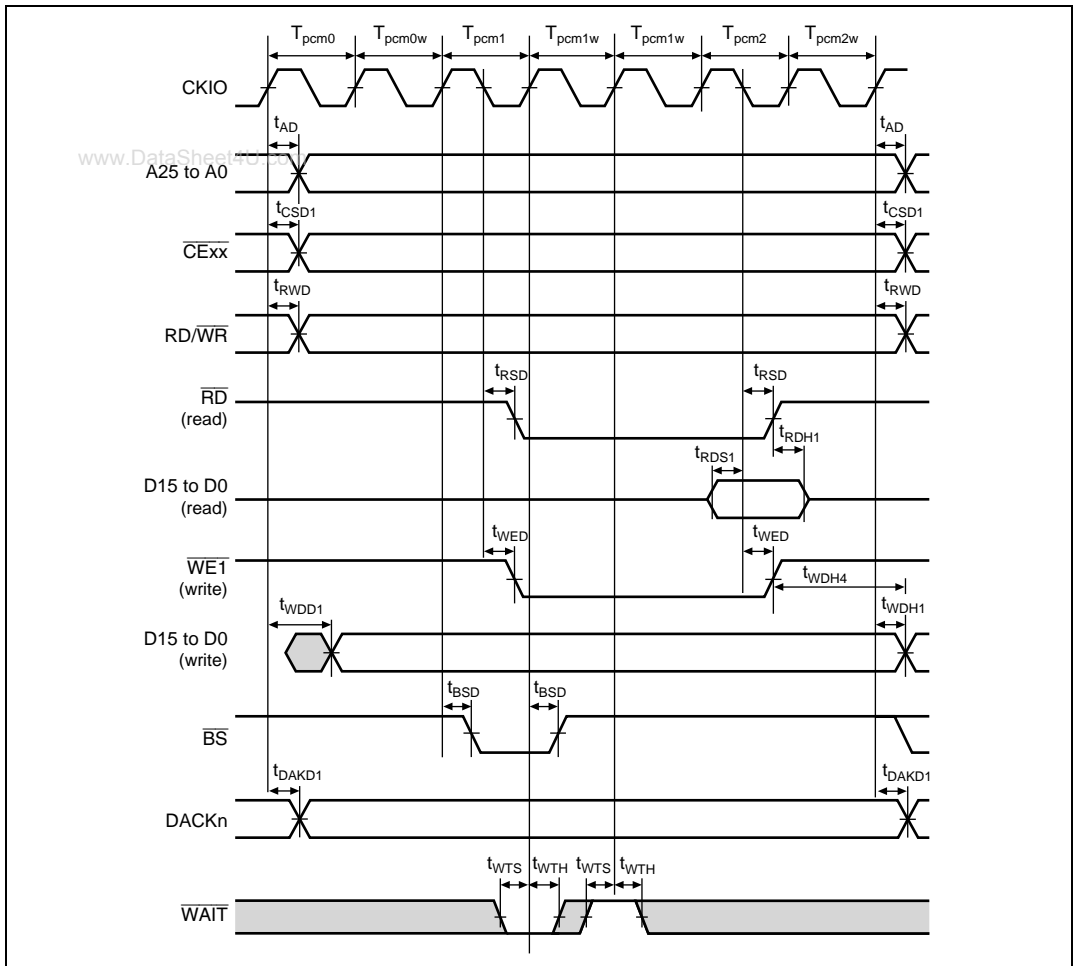 Tpcm0 Tpcm0w Tpcm1 Tpcm1w Tpcm1w Tpcm2 Tpcm2w
CKIO
tAD tAD
www.DataSheet4U.com
A25 to A0
tCSD1 tCSD1
CExx
tRWD tRWD
RD/WR
tRSD tRSD
RD
(read)
tRDH1
tRDS1
D15 to D0
(read)
tWED tWED
WE1
(write)
tWDH4
tWDD1 tWDH1
D15 to D0
(write)
tBSD tBSD
BS
tDAKD1 tDAKD1
DACKn
tWTS tWTH tWTS tWTH
WAIT